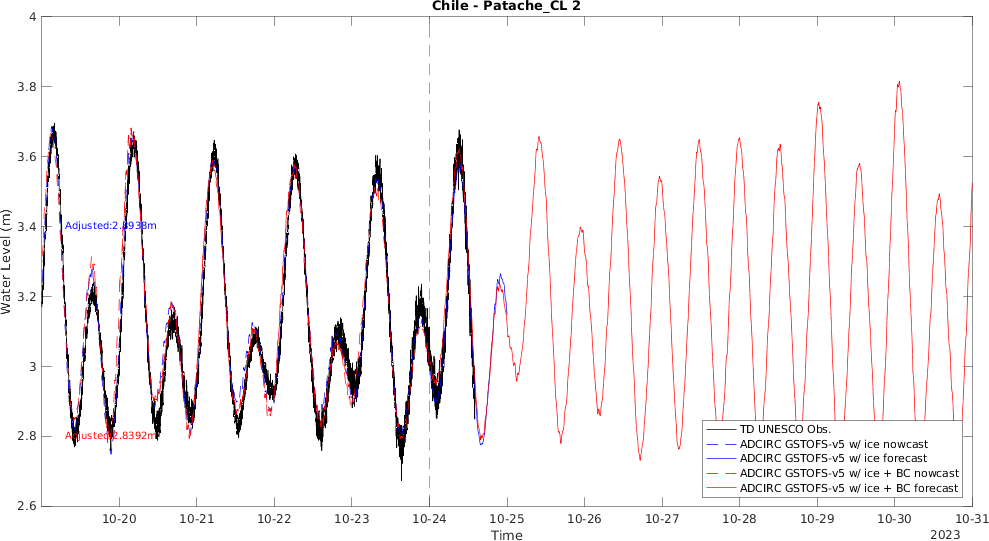 Chile - Patache_CL 2
4
3.8
3.6
3.4
3.2
3
2.8
2.6
Water Level (m)
Adjusted:2.8938m
Adjusted:2.8392m
TD UNESCO Obs.
ADCIRC GSTOFS-v5 w/ ice nowcast
ADCIRC GSTOFS-v5 w/ ice forecast
ADCIRC GSTOFS-v5 w/ ice + BC nowcast
ADCIRC GSTOFS-v5 w/ ice + BC forecast
10-20 10-21 10-22 10-23 10-24 10-25 10-26 10-27 10-28 10-29 10-30 10-31
Time
2023